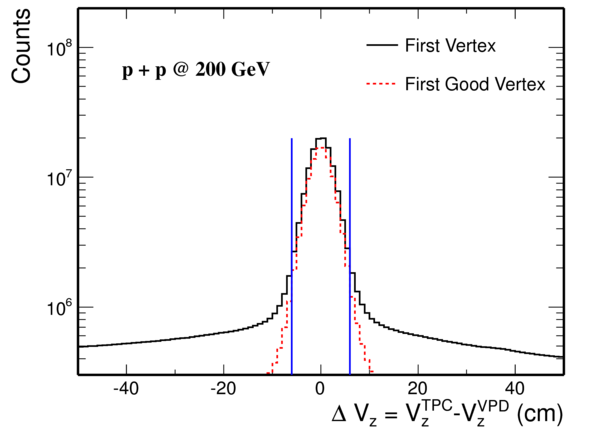 Counts
10^8
10^7
10^6
p + p @ 200 GeV
First Vertex
First Good Vertex
-40 -20 0 20 40
Δ V_z = V_z^TPC-V_z^VPD (cm)